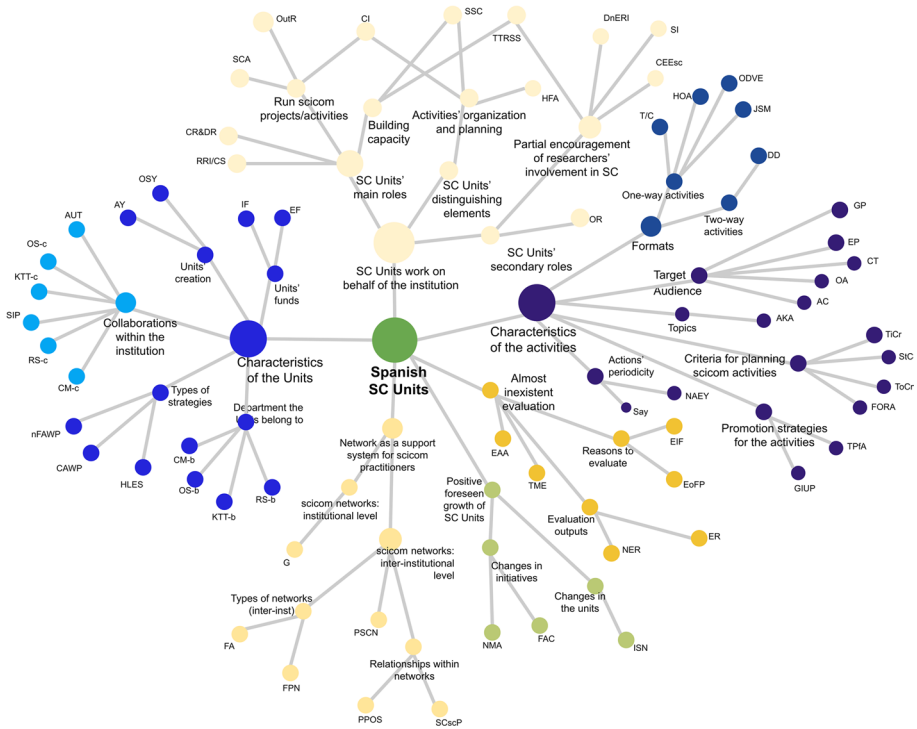 OutR
CI
SSC
TTRSS
DnERI
SI
SCA
CEEsc
ODVE
HOA
JSM
HFA
Run scicom
projects/activities
Building
capacity
Activities' organization
and planning
T/C
CR&DR
Partial encouragement
of researchers'
involvement in SC
DD
RRI/CS
SC Units'
main roles
SC Units'
distinguishing
elements
One-way activities
OSY
AY
IF
EF
AUT
OR
Two-way
activities
GP
Formats
OS-c
Units'
creation
SC Units work on
behalf of the institution
SC Units'
secondary roles
EP
CT
KTT-c
Units'
funds
Target
Audience
OA
AC
SIP
Collaborations
within the
institution
Topics
AKA
Characteristics
of the activities
TiCr
RS-c
Characteristics
of the Units
Spanish
SC Units
Actions'
periodicity
Criteria for planning
scicom activities
StC
CM-c
Types of
strategies
Almost
inexistent
evaluation
NAEY
ToCr
FORA
Say
Department the
s belong to
Promotion strategies
for the activities
nFAWP
EAA
EIF
Network as a support
system for scicom
practitioners
Reasons to
evaluate
TPfA
CM-b
CAWP
HLES
TME
EoFP
GIUP
OS-b
RS-b
KTT-b
scicom networks:
institutional level
Positive
foreseen
growth of
SC Units
Evaluation
outputs
ER
G
scicom networks:
inter-institutional
level
NER
Changes in
initiatives
Types of networks
(inter-inst)
Changes in
the units
FA
PSCN
NMA
FAC
ISN
Relationships within
networks
FPN
PPOS
SCscP